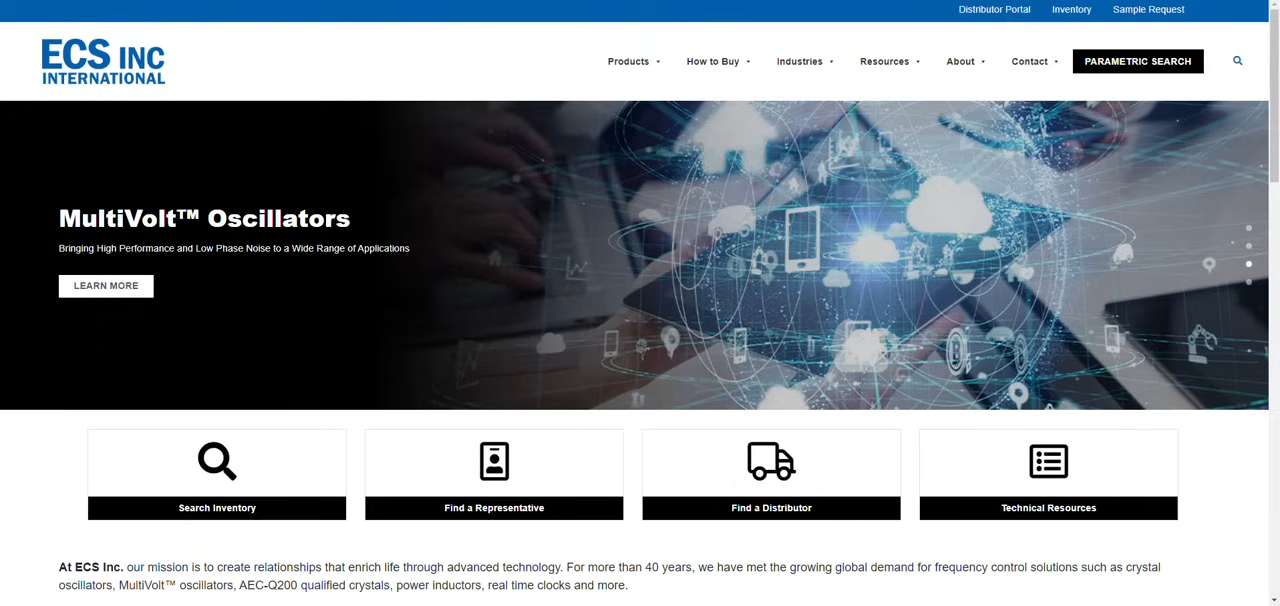 Distributor Portal Inventory Sample Request
ECS INC
INTERNATIONAL
Products How to Buy Industries Resources About Contact PARAMETRIC SEARCH
MultiVolt™ Oscillators
Bringing High Performance and Low Phase Noise to a Wide Range of Applications
LEARN MORE
Search Inventory Find a Representative Find a Distributor Technical Resources
At ECS Inc. our mission is to create relationships that enrich life through advanced technology. For more than 40 years, we have met the growing global demand for frequency control solutions such as crystal
oscillators, MultiVolt™ oscillators, AEC-Q200 qualified crystals, power inductors, real time clocks and more.